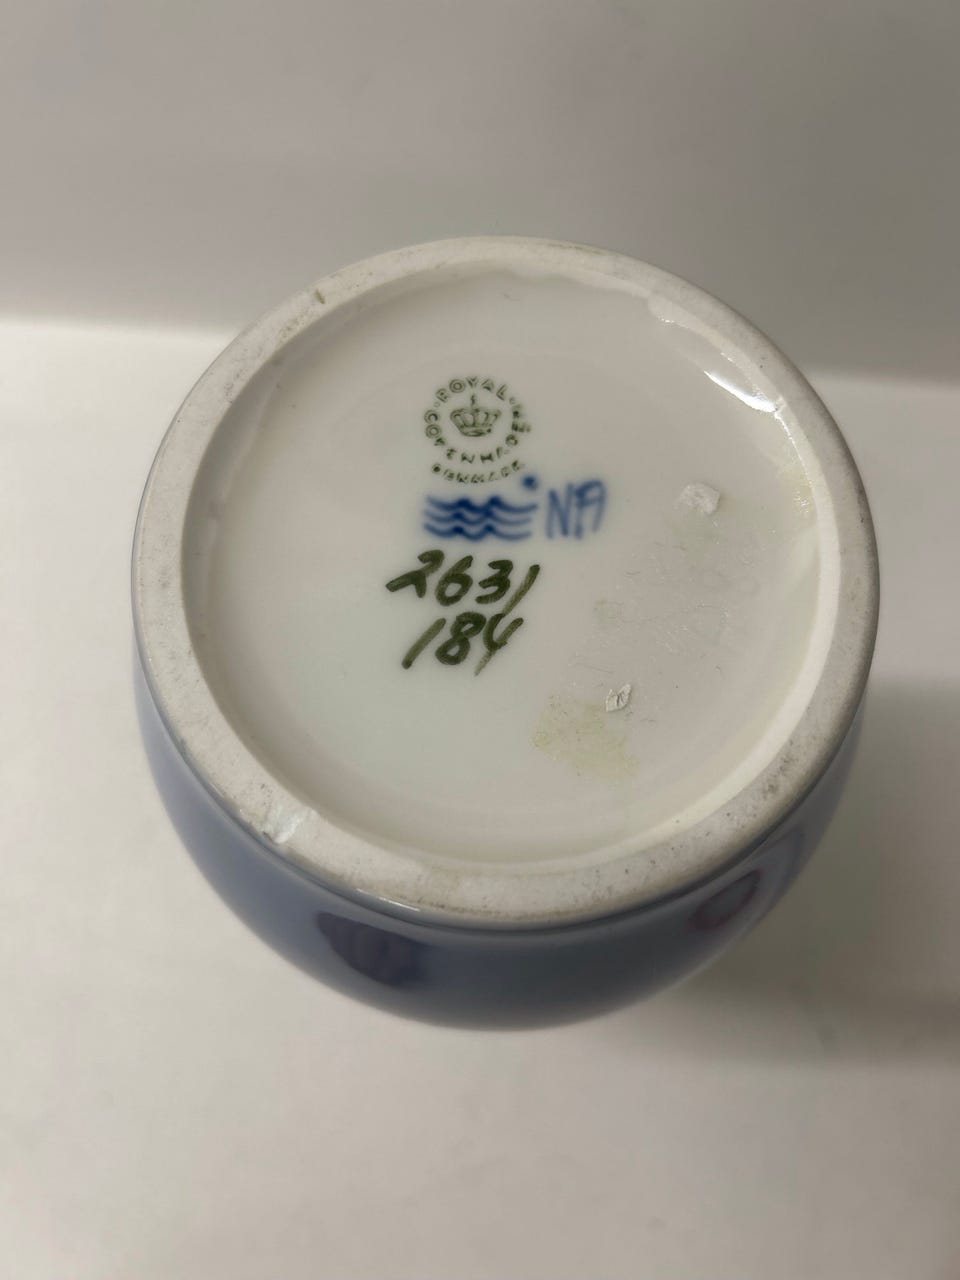 ROYAL COPENHAGEN
DENMARK
NA
2631
184